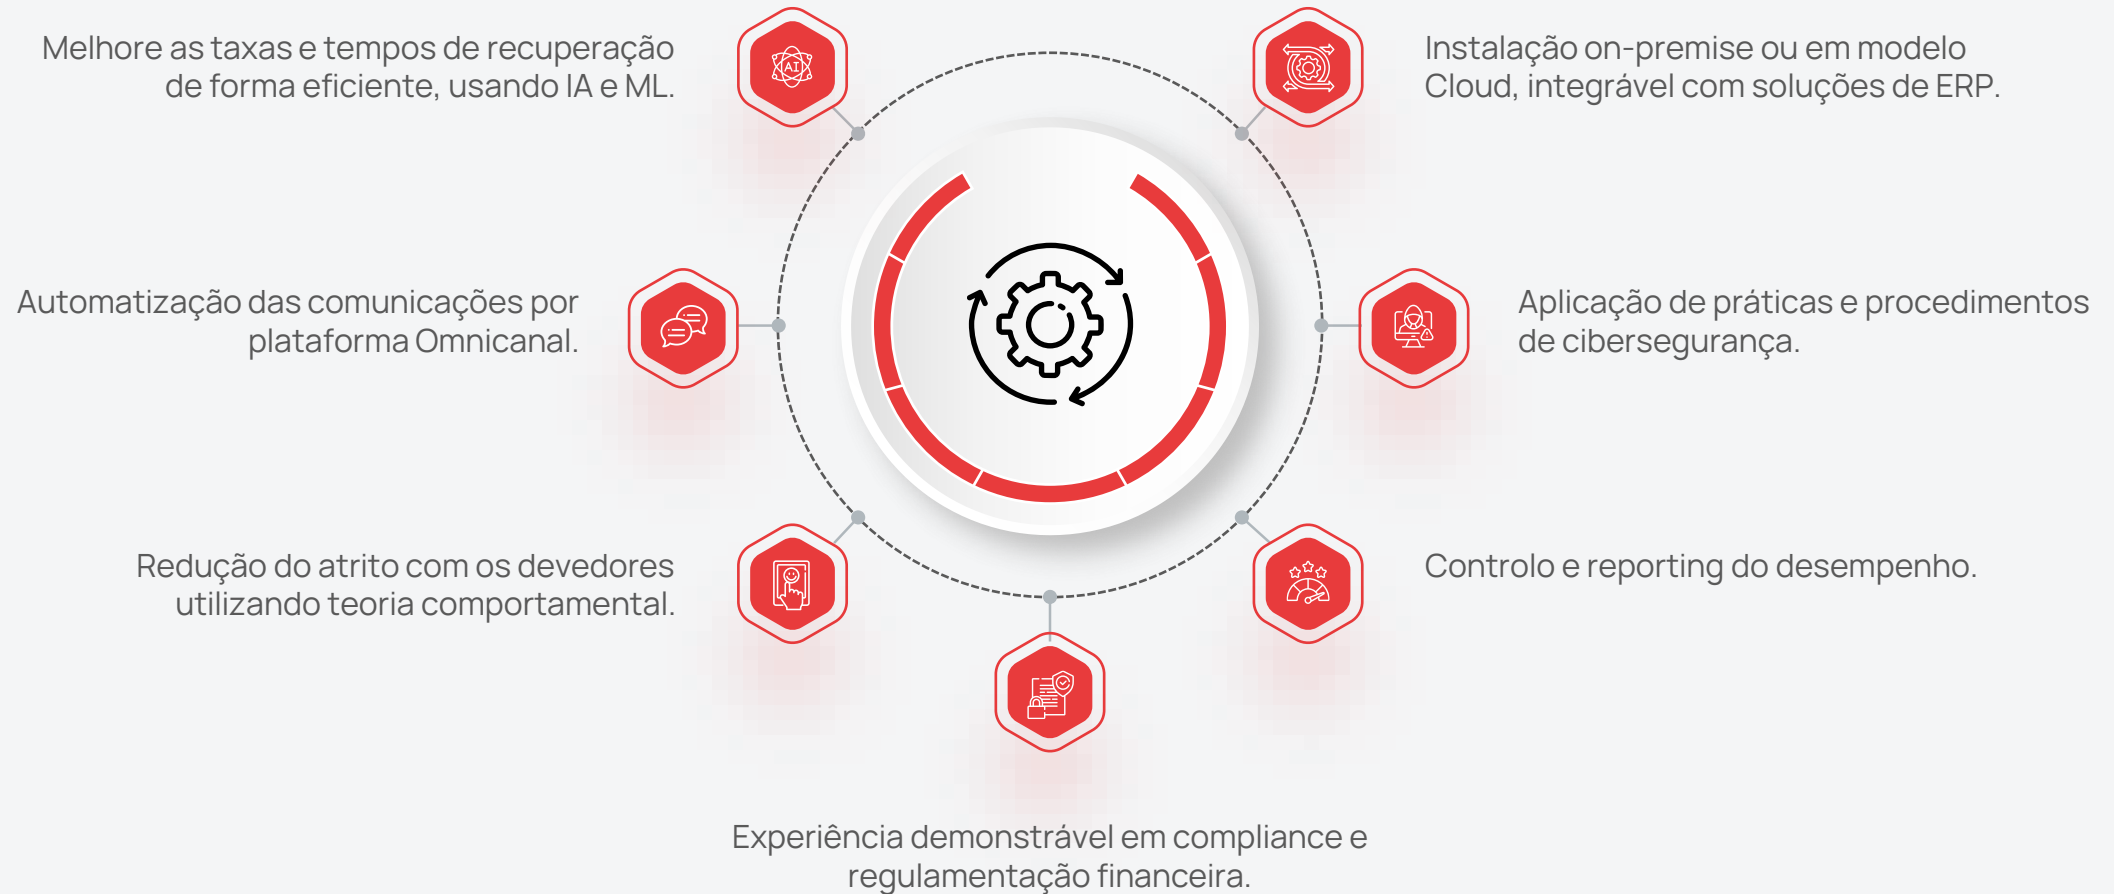 Melhore as taxas e tempos de recuperação
de forma eficiente, usando IA e ML.
AI
Instalação on-premise ou em modelo
Cloud, integrável com soluções de ERP.
Automatização das comunicações por
plataforma Omnicanal.
Aplicação de práticas e procedimentos
de cibersegurança.
Redução do atrito com os devedores
utilizando teoria comportamental.
Controlo e reporting do desempenho.
Experiência demonstrável em compliance e
regulamentação financeira.